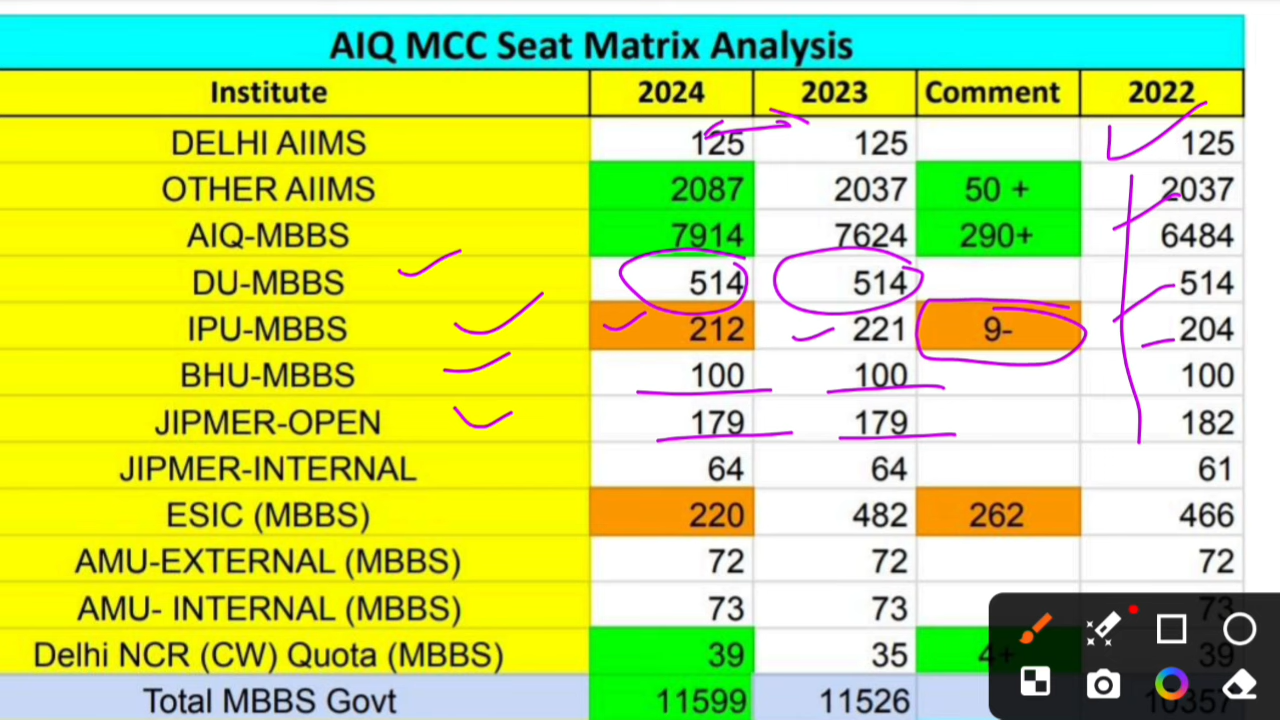 AIQ MCC Seat Matrix Analysis
Institute 2024 2023 Comment 2022
DELHI AIIMS 125 125 125
OTHER AIIMS 2087 2037 50 + 2037
AIQ-MBBS 7914 7624 290+ 6484
DU-MBBS 514 514 514
IPU-MBBS 212 221 9- 204
BHU-MBBS 100 100 100
JIPMER-OPEN 179 179 182
JIPMER-INTERNAL 64 64 61
ESIC (MBBS) 220 482 262 466
AMU-EXTERNAL (MBBS) 72 72 72
AMU- INTERNAL (MBBS) 73 73 73
Delhi NCR (CW) Quota (MBBS) 39 35 4+ 39
Total MBBS Govt 11599 11526 10357